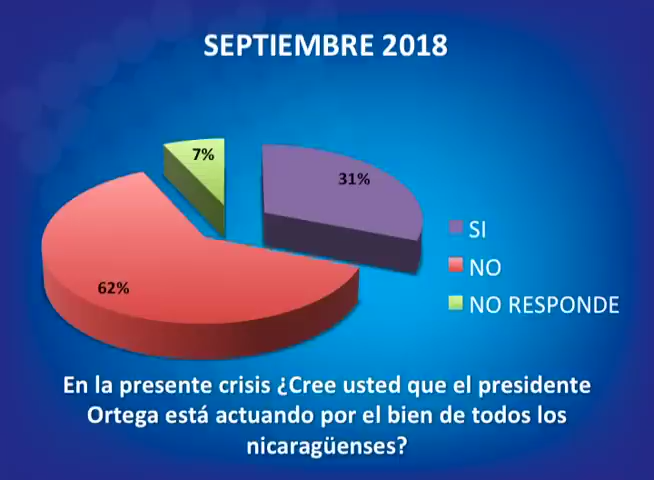 SEPTIEMBRE 2018
7%
31%
62%
SI
NO
NO RESPONDE
En la presente crisis ¿Cree usted que el presidente
Ortega está actuando por el bien de todos los
nicaragüenses?